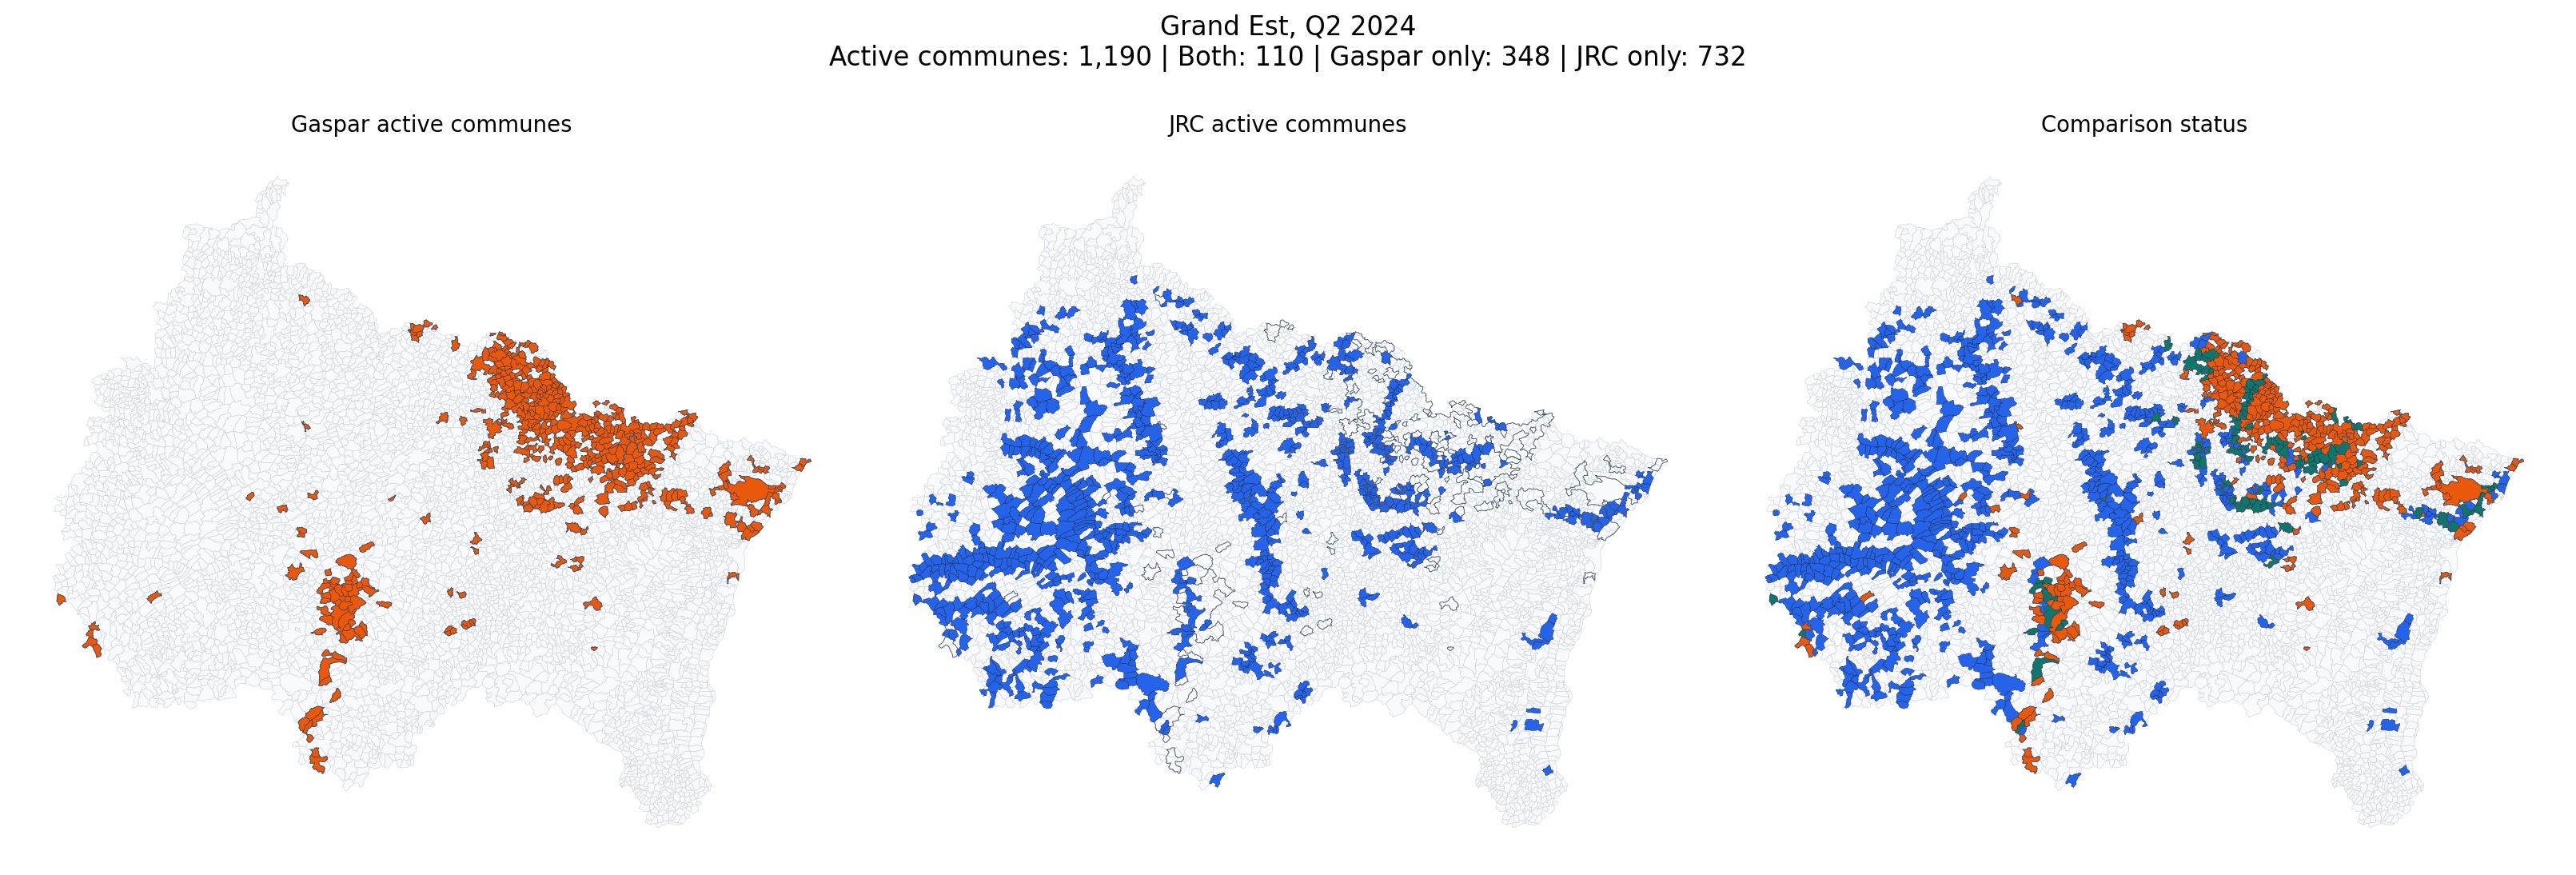 Grand Est, Q2 2024
Active communes: 1,190 | Both: 110 | Gaspar only: 348 | JRC only: 732
Gaspar active communes
JRC active communes
Comparison status